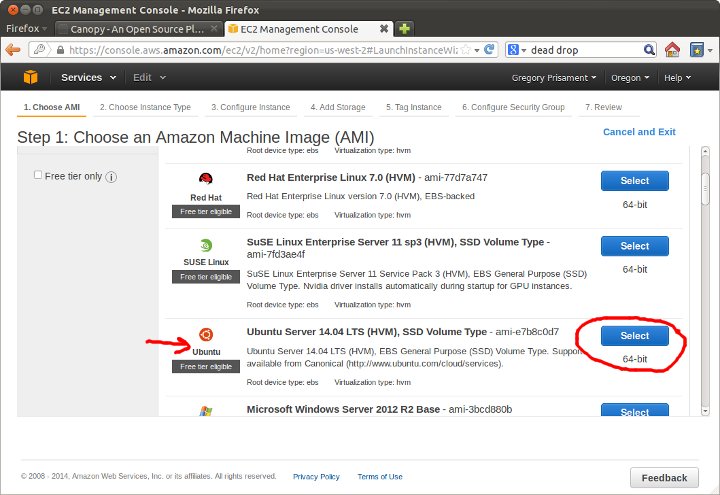 EC2 Management Console - Mozilla Firefox
Firefox
Canopy - An Open Source Pl...
EC2 Management Console
https://console.aws.amazon.com/ec2/v2/home?region=us-west-2#LaunchInstanceWiz
dead drop
Services
Edit
Gregory Prisament
Oregon
Help
1. Choose AMI
2. Choose Instance Type
3. Configure Instance
4. Add Storage
5. Tag Instance
6. Configure Security Group
7. Review
Step 1: Choose an Amazon Machine Image (AMI)
Cancel and Exit
Free tier only
Root device type: ebs Virtualization type: hvm
Red Hat
Free tier eligible
Red Hat Enterprise Linux 7.0 (HVM) - ami-77d7a747
Red Hat Enterprise Linux version 7.0 (HVM), EBS-backed
Root device type: ebs Virtualization type: hvm
Select
64-bit
SUSE Linux
Free tier eligible
SuSE Linux Enterprise Server 11 sp3 (HVM), SSD Volume Type -
ami-7fd3ae4f
SuSE Linux Enterprise Server 11 Service Pack 3 (HVM), EBS General Purpose (SSD)
Volume Type. Nvidia driver installs automatically during startup for GPU instances.
Root device type: ebs Virtualization type: hvm
Select
64-bit
Ubuntu
Free tier eligible
Ubuntu Server 14.04 LTS (HVM), SSD Volume Type - ami-e7b8c0d7
Ubuntu Server 14.04 LTS (HVM), EBS General Purpose (SSD) Volume Type. Support
available from Canonical (http://www.ubuntu.com/cloud/services).
Root device type: ebs Virtualization type: hvm
Select
64-bit
Microsoft Windows Server 2012 R2 Base - ami-3bcd880b
Select
© 2008 - 2014, Amazon Web Services, Inc. or its affiliates. All rights reserved.
Privacy Policy
Terms of Use
Feedback